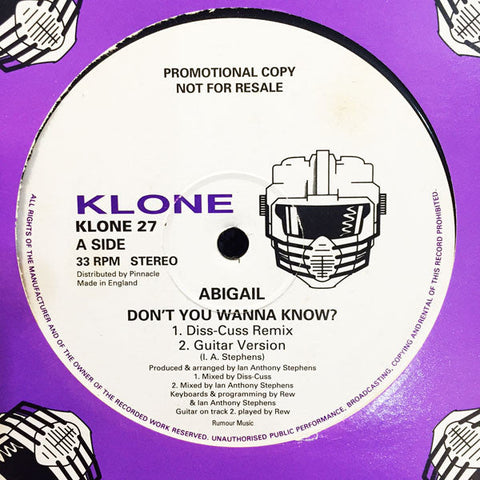 PROMOTIONAL COPY
NOT FOR RESALE
KLONE
KLONE 27
A SIDE
33 RPM STEREO
Distributed by Pinnacle
Made in England
ABIGAIL
DON'T YOU WANNA KNOW?
1. Diss-Cuss Remix
2. Guitar Version
(I. A. Stephens)
Produced & arranged by Ian Anthony Stephens
1. Mixed by Diss-Cuss
2. Mixed by Ian Anthony Stephens
Keyboards & programming by Rew
& Ian Anthony Stephens
Guitar on track 2. played by Rew
Rumour Music
ALL RIGHTS OF THE MANUFACTURER AND OF THE OWNER OF THE RECORDED WORK RESERVED. UNAUTHORISED PUBLIC PERFORMANCE, BROADCASTING, COPYING AND RENTAL OF THIS RECORD PROHIBITED.